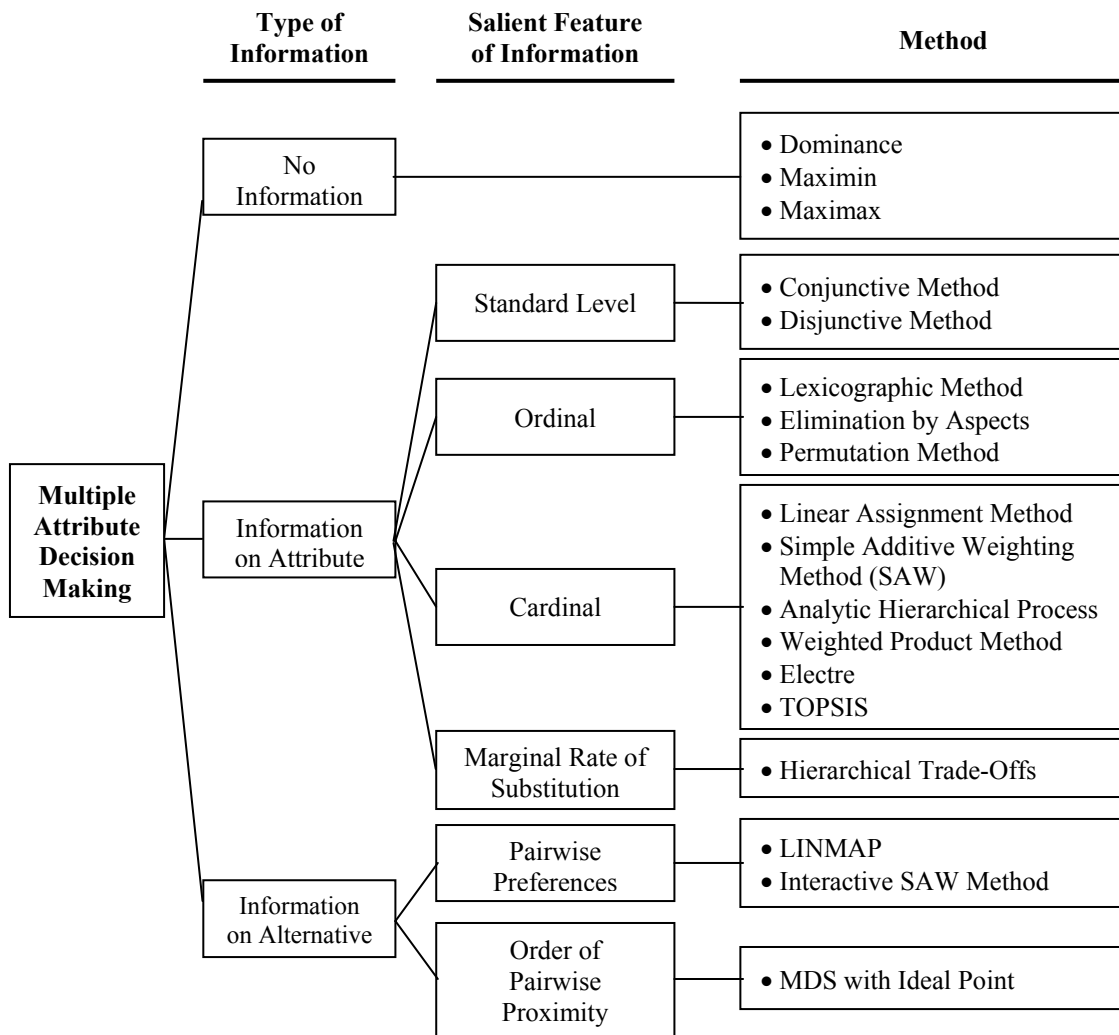 Type of
Information
Salient Feature
of Information
Method
No
Information
• Dominance
• Maximin
• Maximax
Standard Level
• Conjunctive Method
• Disjunctive Method
Ordinal
• Lexicographic Method
• Elimination by Aspects
• Permutation Method
Multiple
Attribute
Decision
Making
Information
on Attribute
Cardinal
• Linear Assignment Method
• Simple Additive Weighting
Method (SAW)
• Analytic Hierarchical Process
• Weighted Product Method
• Electre
• TOPSIS
Marginal Rate of
Substitution
• Hierarchical Trade-Offs
Information
on Alternative
Pairwise
Preferences
• LINMAP
• Interactive SAW Method
Order of
Pairwise
Proximity
• MDS with Ideal Point